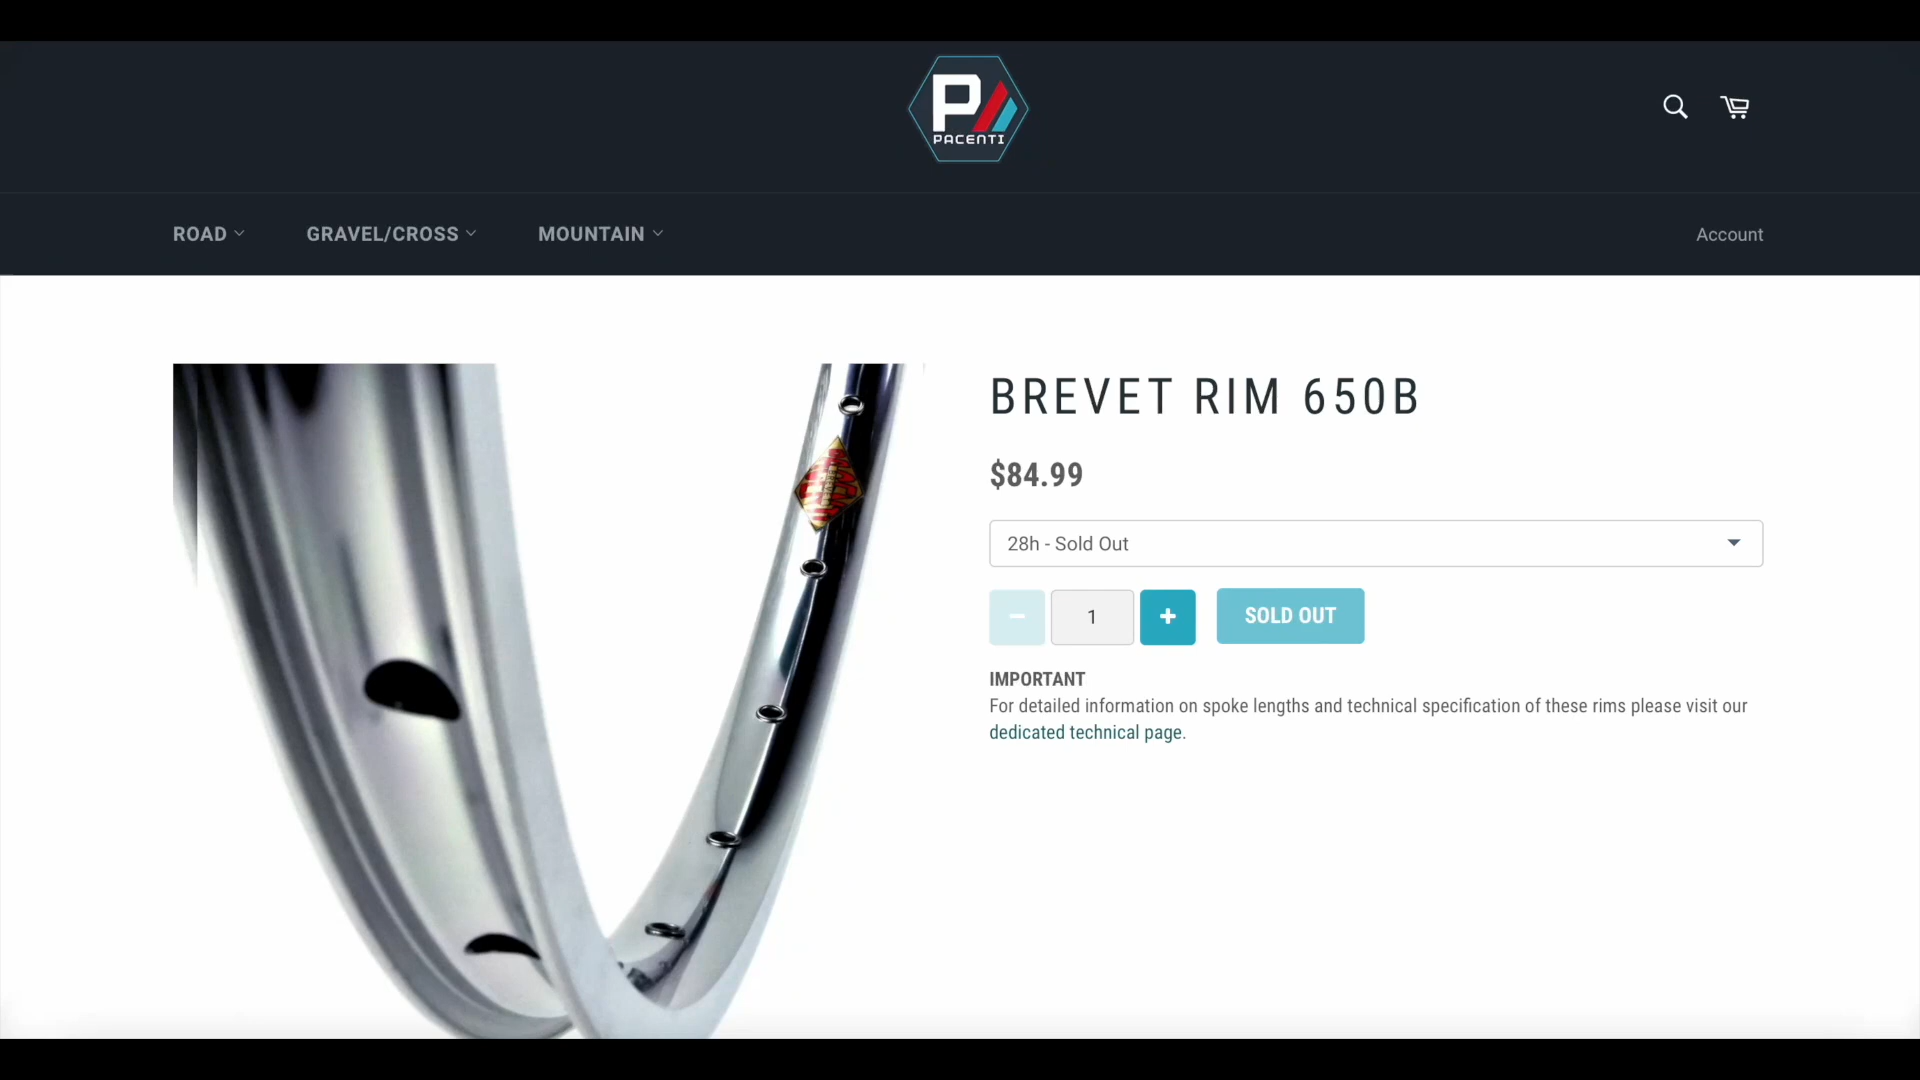 P
PACENTI
ROAD
GRAVEL/CROSS
MOUNTAIN
Account
BREVET RIM 650B
$84.99
28h - Sold Out
1
SOLD OUT
IMPORTANT
For detailed information on spoke lengths and technical specification of these rims please visit our
dedicated technical page.